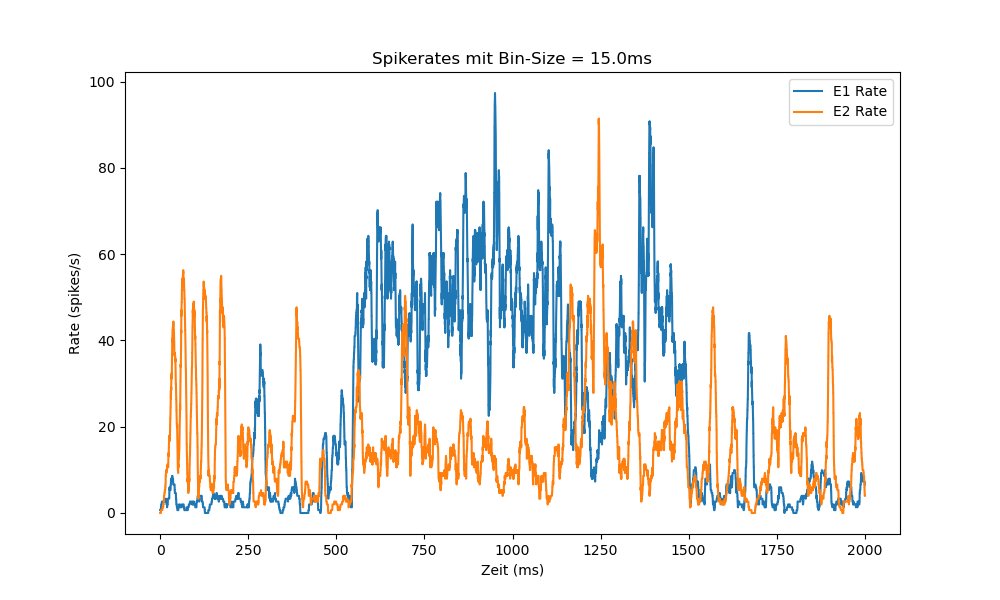 Spikerates mit Bin-Size = 15.0ms
E1 Rate
E2 Rate
Rate (spikes/s)
100
80
60
40
20
0
0 250 500 750 1000 1250 1500 1750 2000
Zeit (ms)